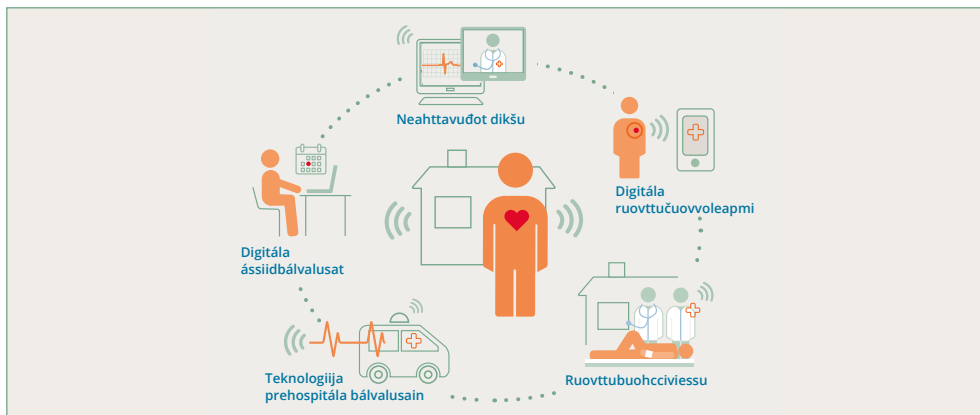 Neahttavuđot dikšu
Digitála
ruovttučuovvoleapmi
Digitála
ássiidbálvalusat
Teknologiija
prehospitála bálvalusain
Ruovttubuohcciviessu